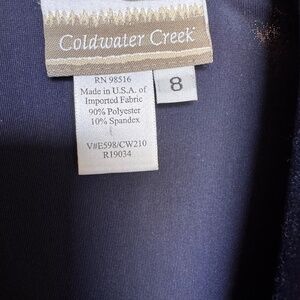 Coldwater Creek
RN 98516
Made in U.S.A. of
Imported Fabric
90% Polyester
10% Spandex
V#E598/CW210
R19034
8